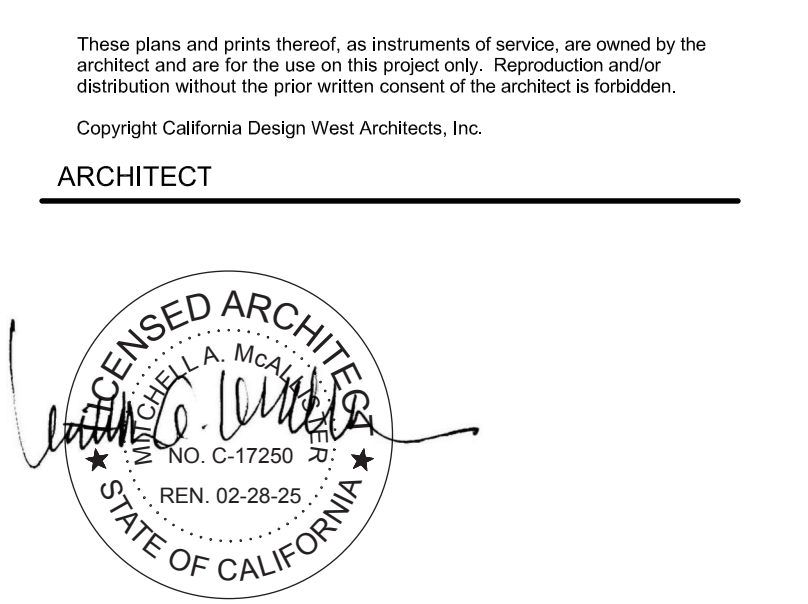 These plans and prints thereof, as instruments of service, are owned by the
architect and are for the use on this project only. Reproduction and/or
distribution without the prior written consent of the architect is forbidden.
Copyright California Design West Architects, Inc.
ARCHITECT
LICENSED ARCHITECT
MITCHELL A. McALLISTER
NO. C-17250
REN. 02-28-25
STATE OF CALIFORNIA